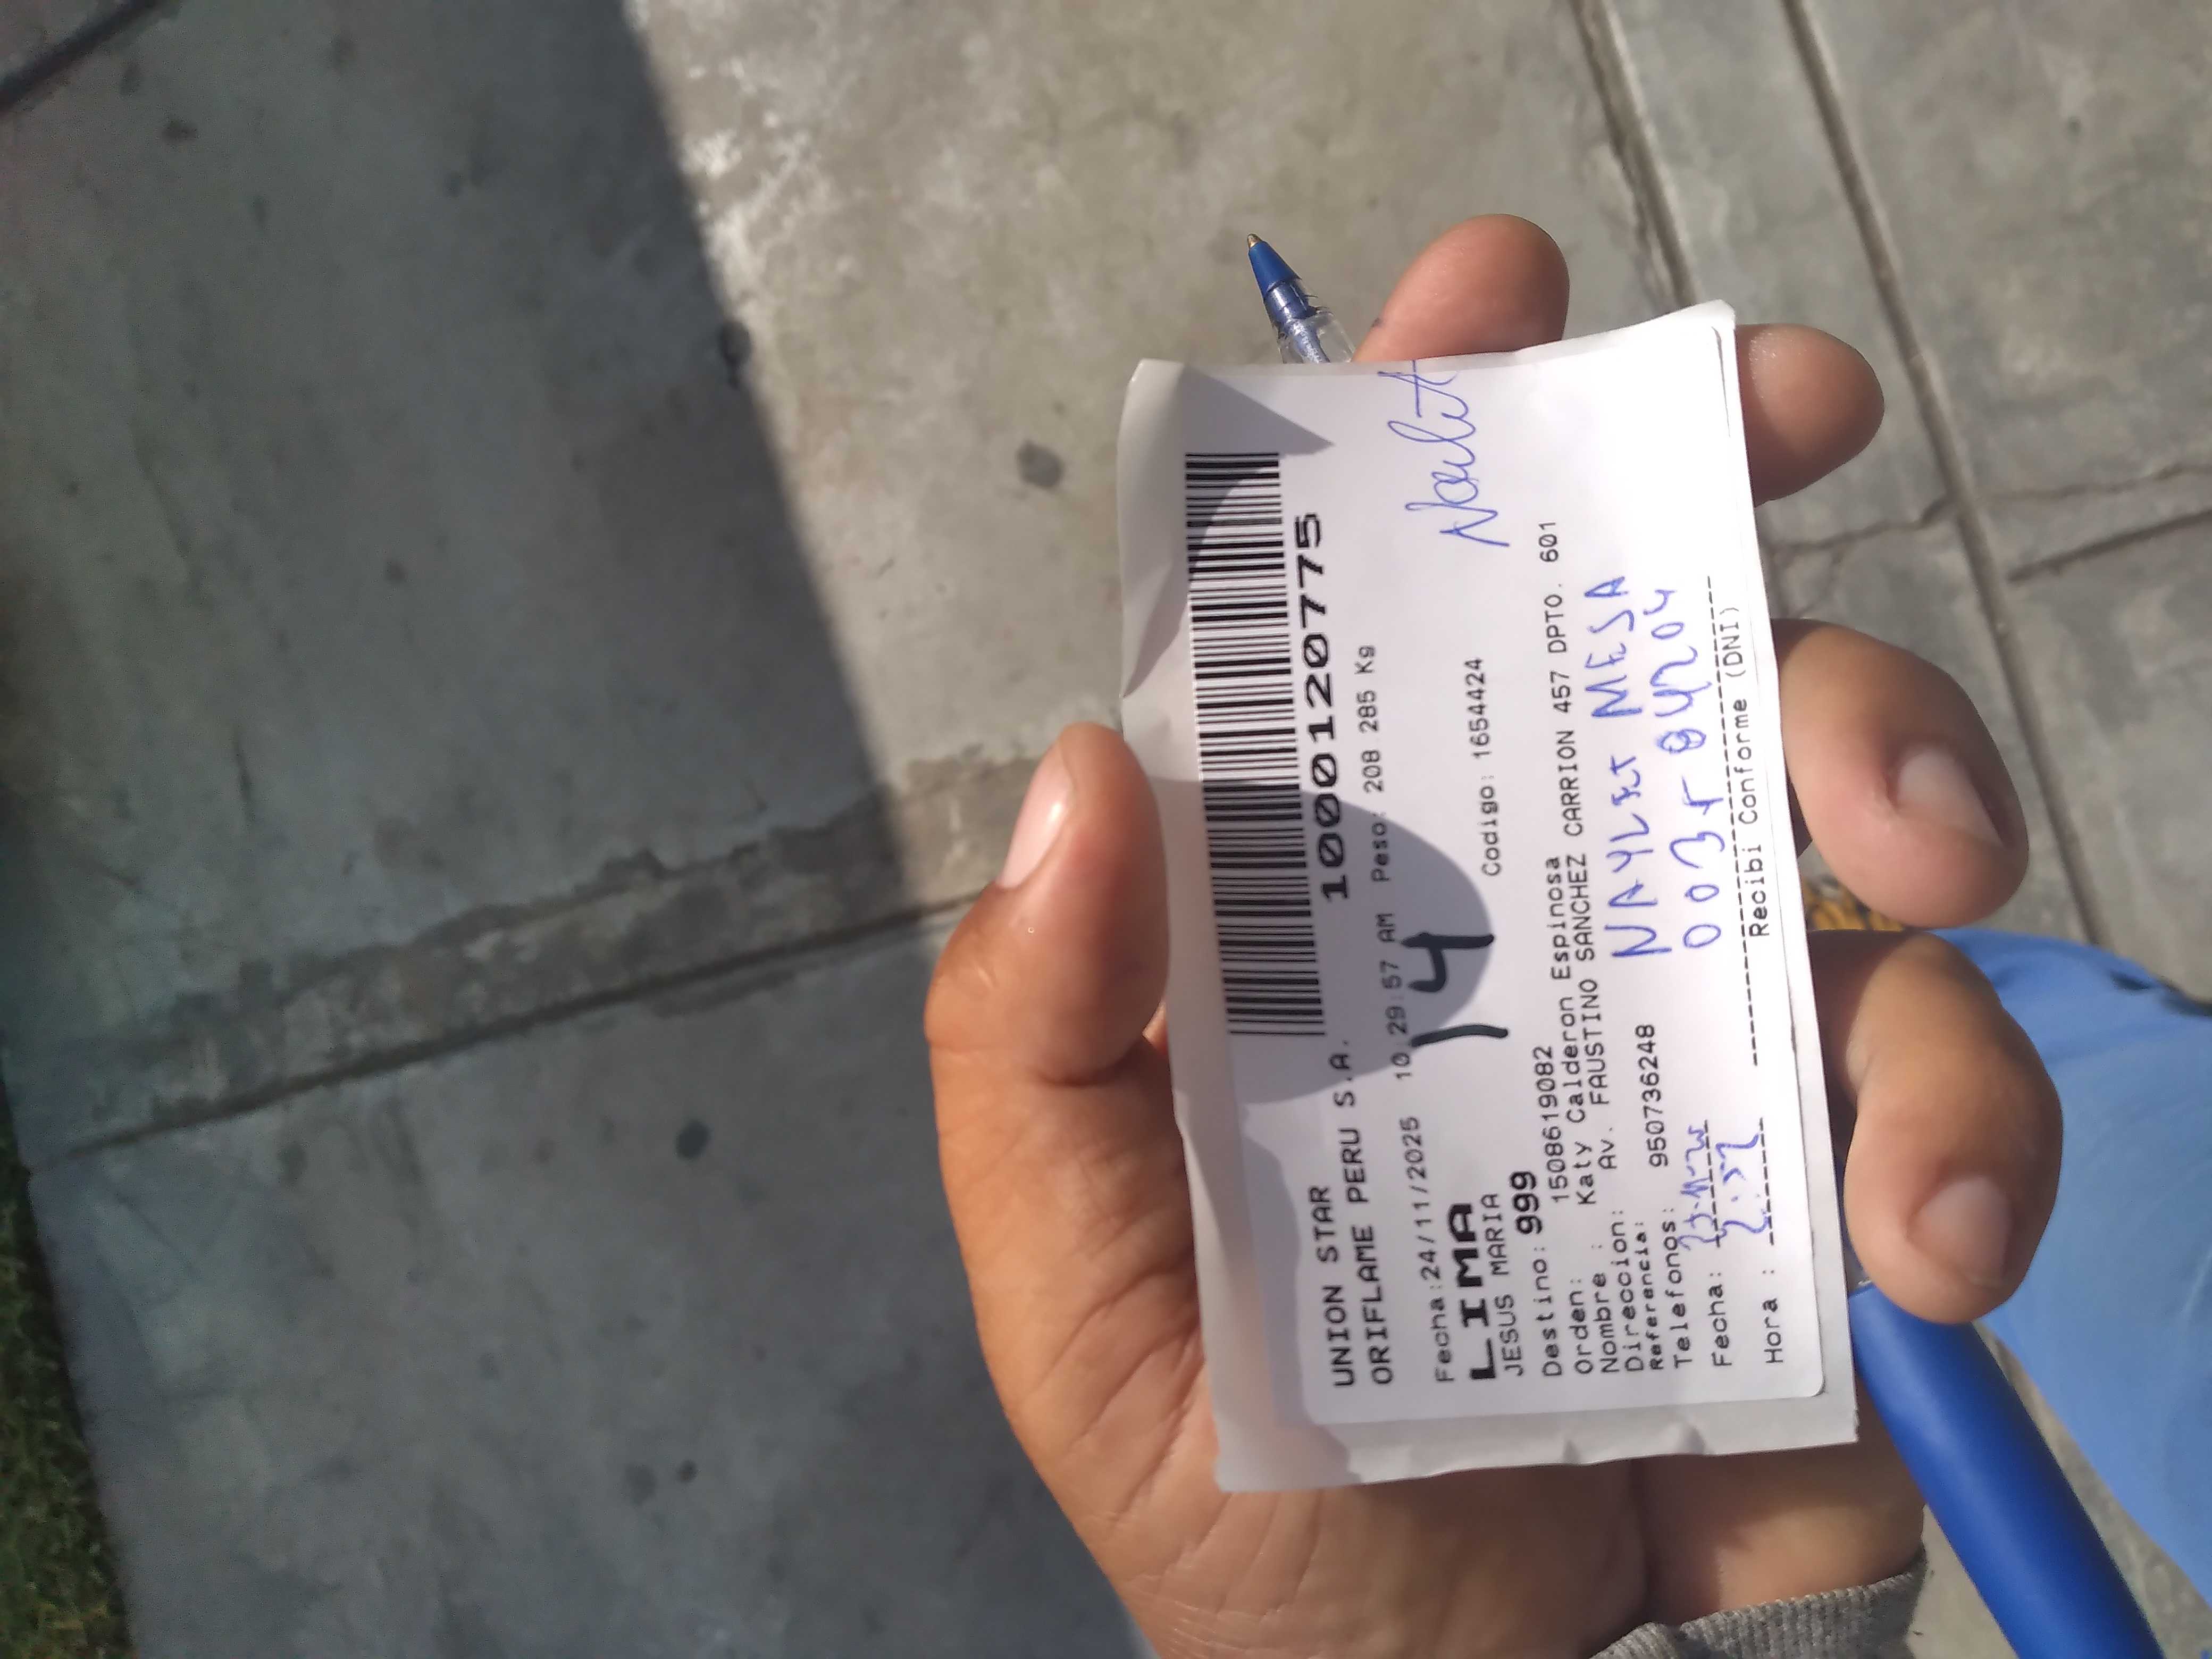 UNION STAR
ORIFLAME PERU S.A.
1000120775
Fecha:24/11/2025 10:29:57 AM Peso: 208 285 Kg
LIMA
14
JESUS MARIA
Codigo: 1654424
Destino: 999
Orden: 150861908​2
Nombre : Katy Calderon Espinosa
Direccion: Av. FAUSTINO SANCHEZ CARRION 457 DPTO. 601
Referencia:
Telefonos: 950736248
NAYLET MESA
Fecha:
Hora :
Recibi Conforme (DNI)